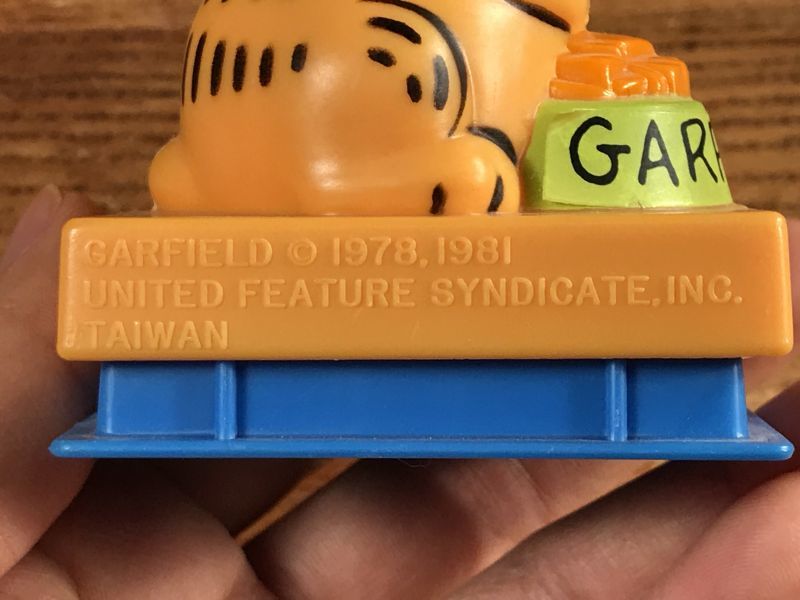 GAR
GARFIELD © 1978, 1981
UNITED FEATURE SYNDICATE, INC.
TAIWAN